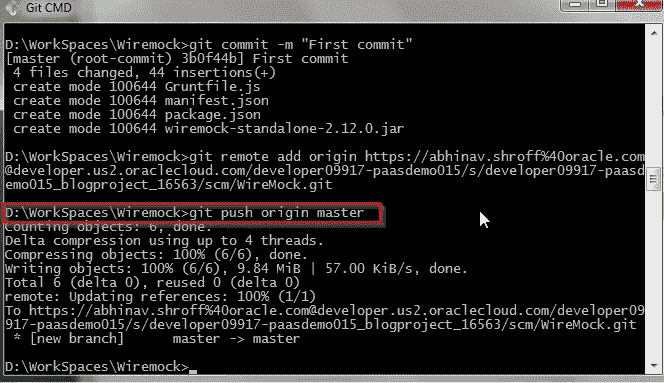 Git CMD
D:\WorkSpaces\Wiremock>git commit -m "First commit"
[master (root-commit) 3b0f44b] First commit
4 files changed, 44 insertions(+)
create mode 100644 Gruntfile.js
create mode 100644 manifest.json
create mode 100644 package.json
create mode 100644 wiremock-standalone-2.12.0.jar
D:\WorkSpaces\Wiremock>git remote add origin https://abhinav.shroff%40oracle.com
@developer.us2.oraclecloud.com/developer09917-paasdemo015/s/developer09917-paasd
emo015_blogproject_16563/scm/WireMock.git
D:\WorkSpaces\Wiremock>git push origin master
Counting objects: 6, done.
Delta compression using up to 4 threads.
Compressing objects: 100% (6/6), done.
Writing objects: 100% (6/6), 9.84 MiB | 57.00 KiB/s, done.
Total 6 (delta 0), reused 0 (delta 0)
remote: Updating references: 100% (1/1)
To https://abhinav.shroff%40oracle.com@developer.us2.oraclecloud.com/developer09
917-paasdemo015/s/developer09917-paasdemo015_blogproject_16563/scm/WireMock.git
* [new branch]      master -> master
D:\WorkSpaces\Wiremock>_